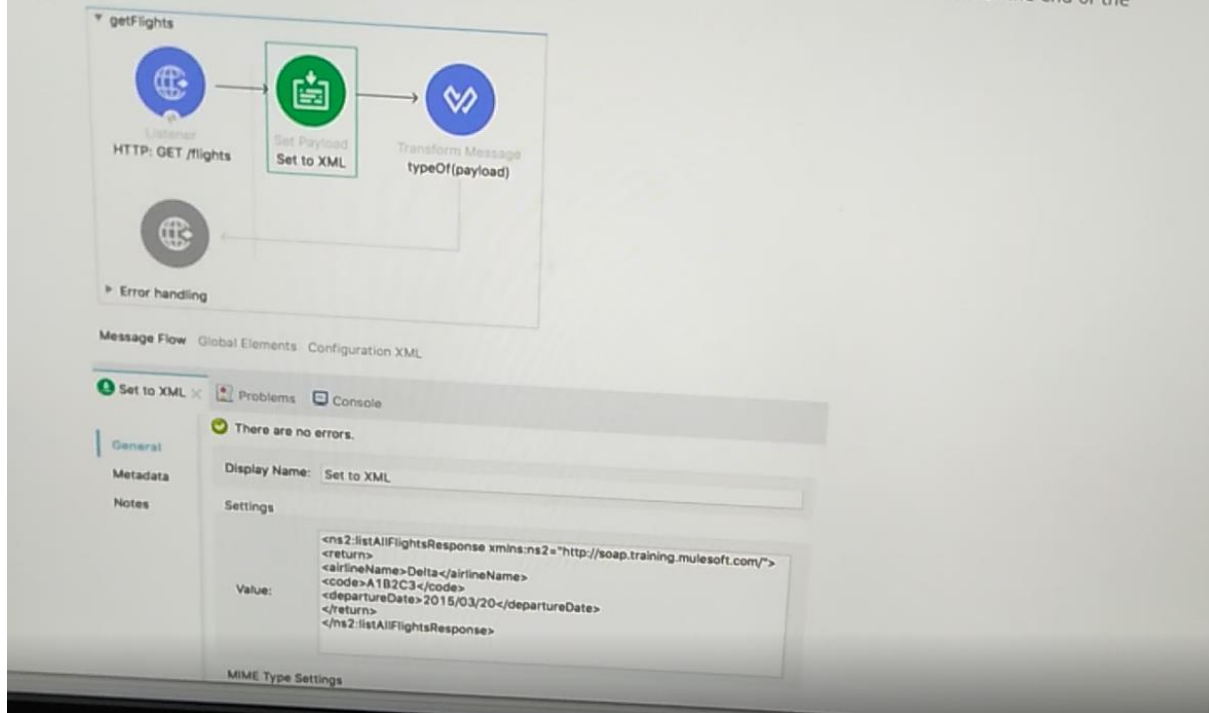 end of the
getFlights
Listener
HTTP: GET /flights
Set Payload
Set to XML
Transform Message
typeOf(payload)
Error handling
Message Flow Global Elements Configuration XML
Set to XML Problems Console
There are no errors.
General
Metadata
Notes
Display Name: Set to XML
Settings
Value:
<ns2:listAllFlightsResponse xmlns:ns2="http://soap.training.mulesoft.com/">
<return>
<airlineName>Delta</airlineName>
<code>A1B2C3</code>
<departureDate>2015/03/20</departureDate>
</return>
</ns2:listAllFlightsResponse>
MIME Type Settings